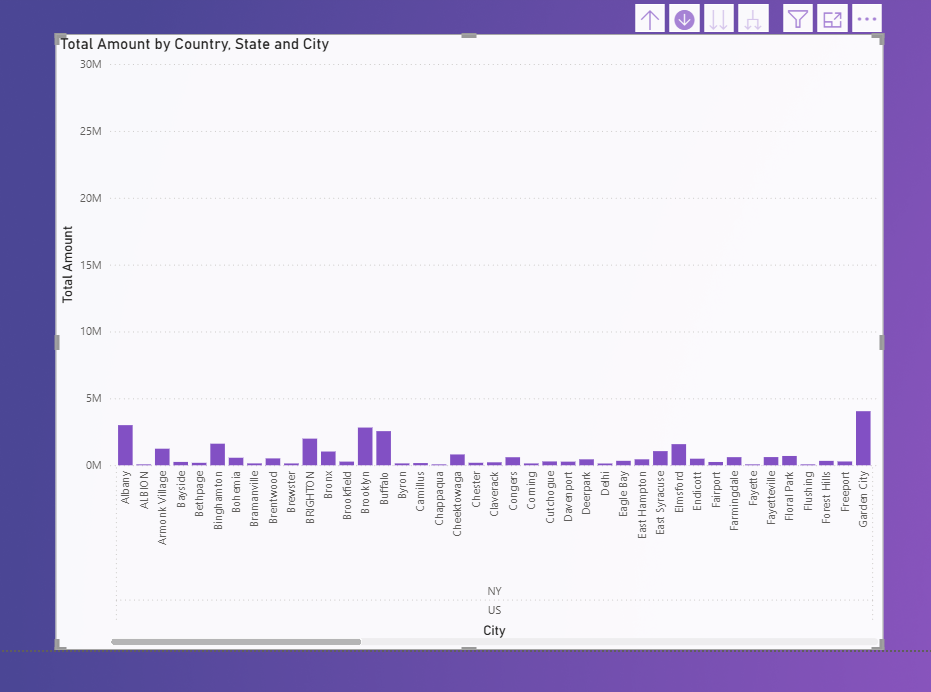 Total Amount by Country, State and City
30M
25M
20M
15M
10M
5M
0M
Total Amount
Albany
ALBION
Armonk Village
Bayside
Bethpage
Binghamton
Bohemia
Bramanville
Brentwood
Brewster
BRIGHTON
Bronx
Brookfield
Brooklyn
Buffalo
Byron
Camillus
Chappaqua
Cheektowaga
Chester
Claverack
Congers
Corning
Cutchogue
Davenport
Deerpark
Delhi
Eagle Bay
East Hampton
East Syracuse
Elmsford
Endicott
Fairport
Farmingdale
Fayette
Fayetteville
Floral Park
Flushing
Forest Hills
Freeport
Garden City
NY
US
City